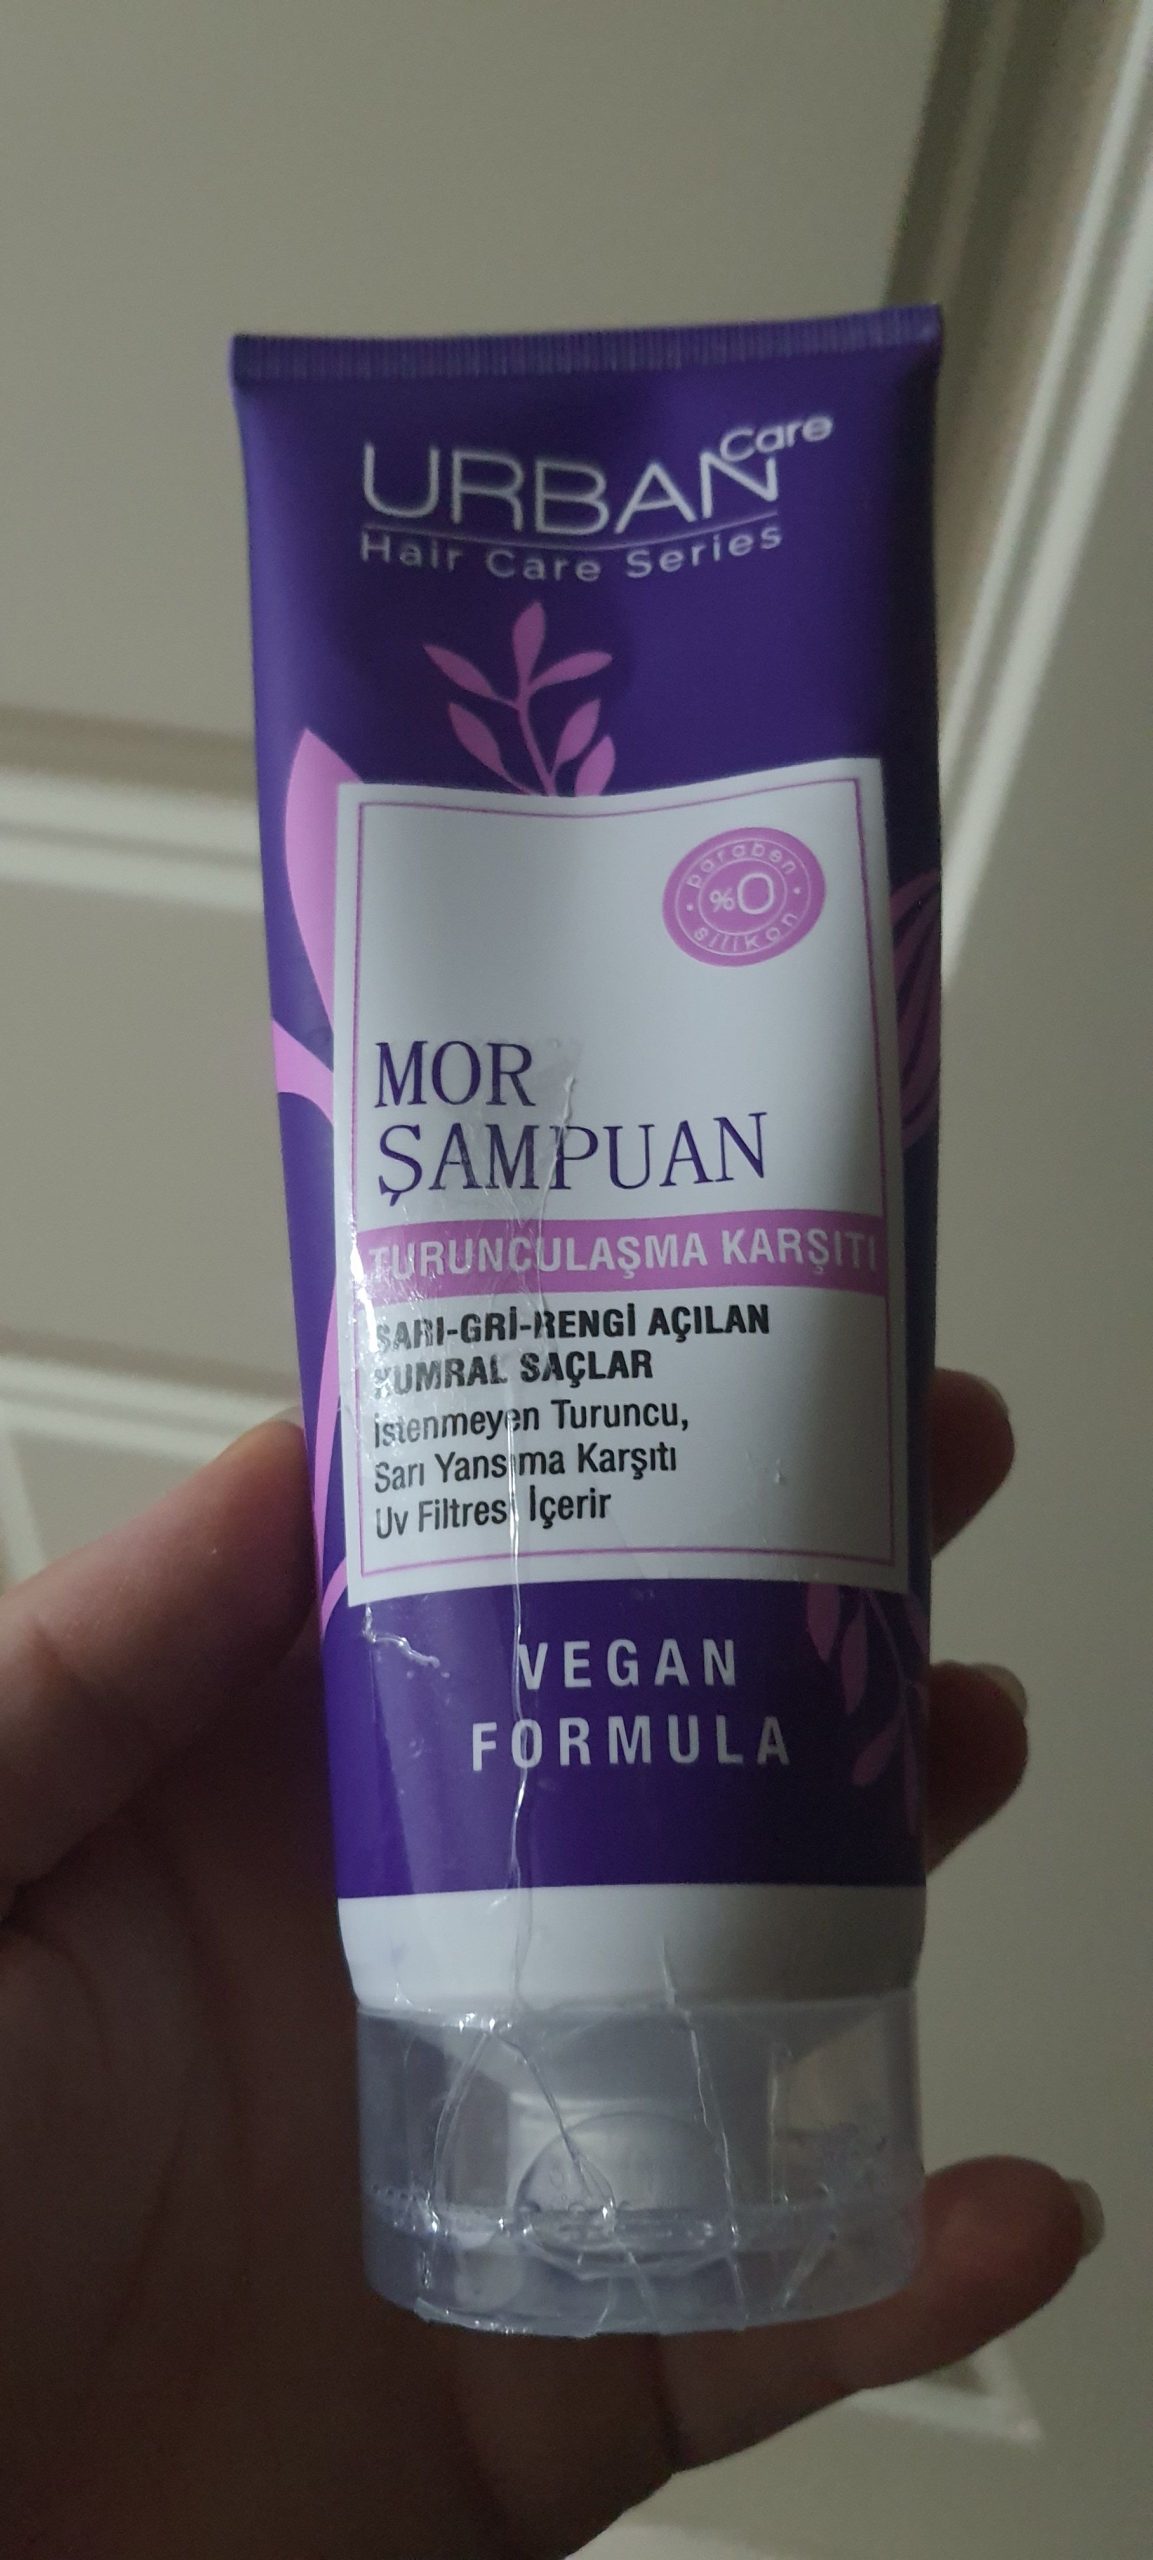 URBAN Care
Hair Care Series
paraben
%0
silikon
MOR
ŞAMPUAN
TURUNCULAŞMA KARŞITI
SARI-GRİ-RENGİ AÇILAN
KUMRAL SAÇLAR
İstenmeyen Turuncu,
Sarı Yansıma Karşıtı
Uv Filtresi İçerir
VEGAN
FORMULA